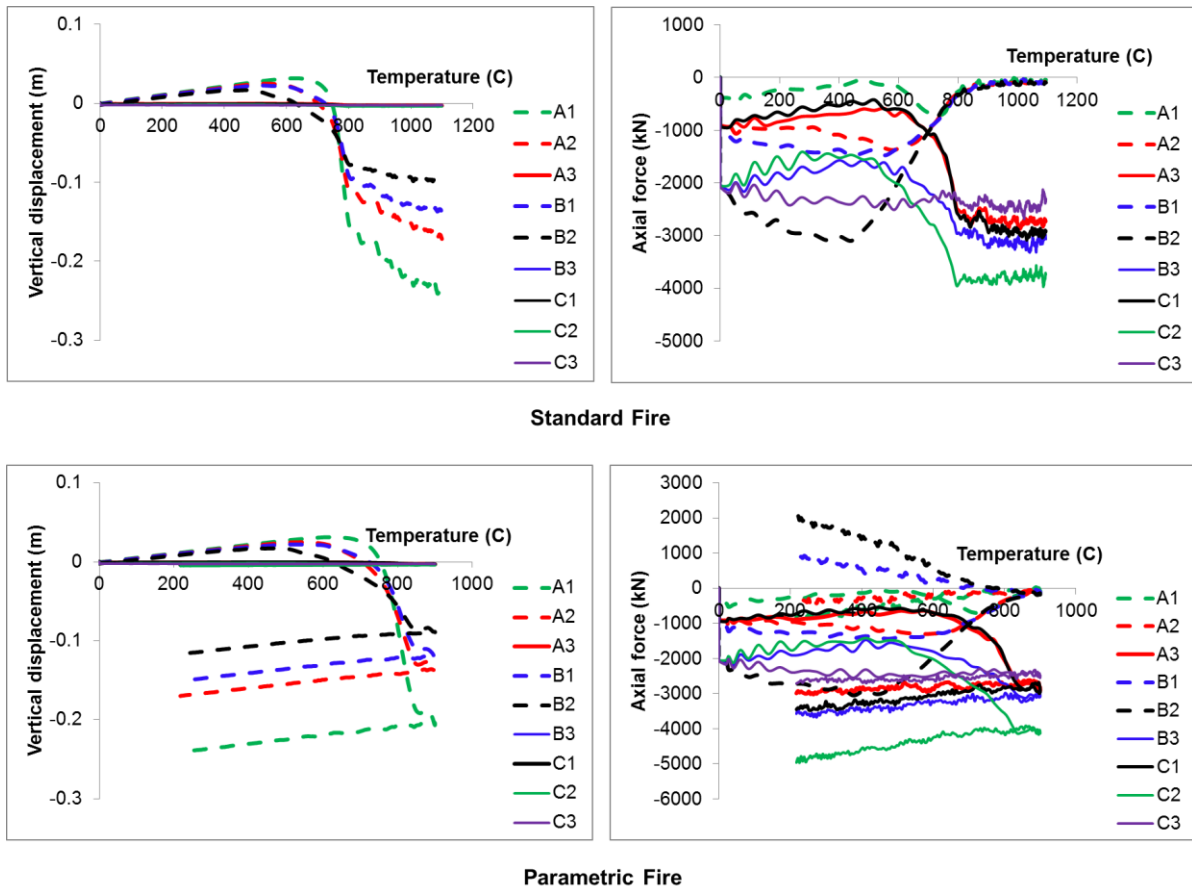 0.1
0
-0.1
-0.2
-0.3
0 200 400 600 800 1000 1200
Vertical displacement (m)
Temperature (C)
A1
A2
A3
B1
B2
B3
C1
C2
C3
1000
0
-1000
-2000
-3000
-4000
-5000
0 200 400 600 800 1000 1200
Axial force (kN)
Temperature (C)
A1
A2
A3
B1
B2
B3
C1
C2
C3
Standard Fire
0.1
0
-0.1
-0.2
-0.3
0 200 400 600 800 1000
Vertical displacement (m)
Temperature (C)
A1
A2
A3
B1
B2
B3
C1
C2
C3
3000
2000
1000
0
-1000
-2000
-3000
-4000
-5000
-6000
0 200 400 600 800 1000
Axial force (kN)
Temperature (C)
A1
A2
A3
B1
B2
B3
C1
C2
C3
Parametric Fire